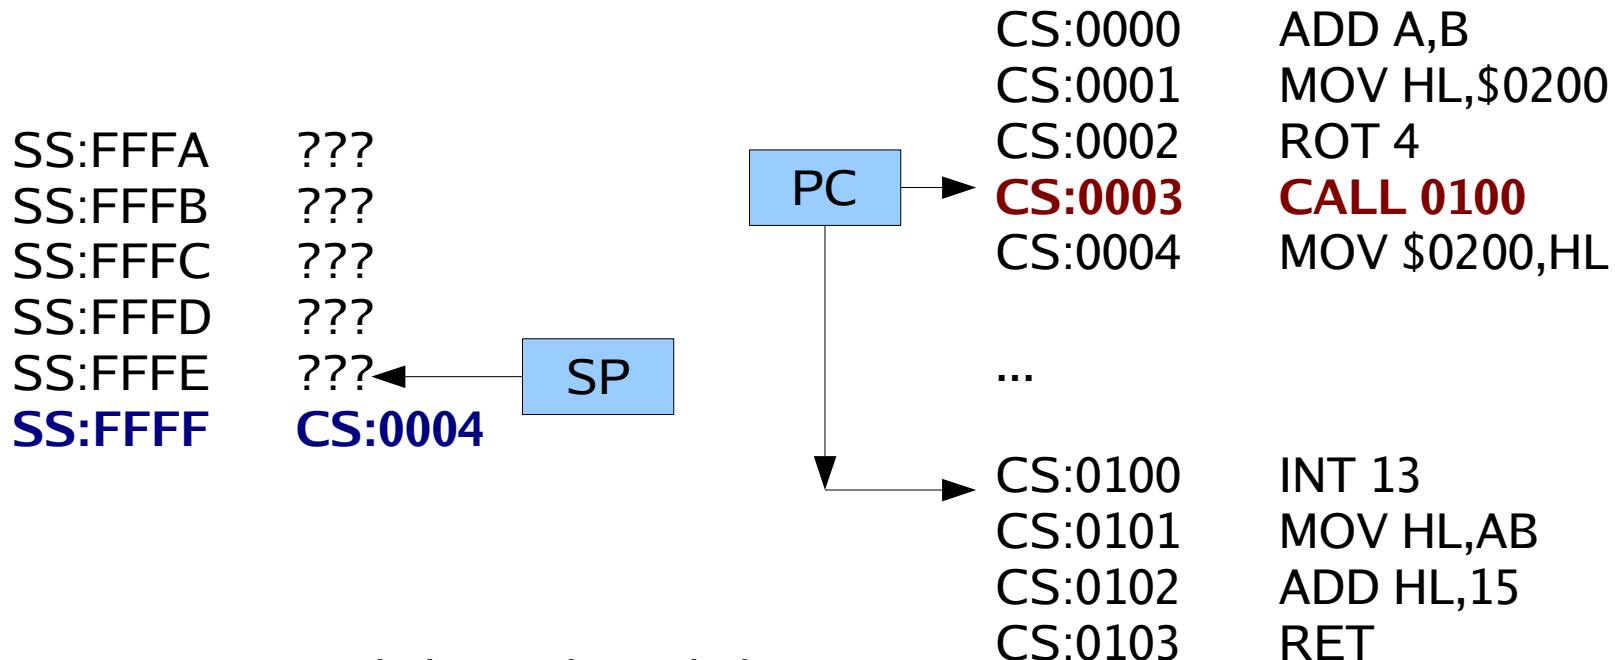 SS:FFFA ???
SS:FFFB ???
SS:FFFC ???
SS:FFFD ???
SS:FFFE ???
SS:FFFF CS:0004
SP
PC
CS:0000 ADD A,B
CS:0001 MOV HL,$0200
CS:0002 ROT 4
CS:0003 CALL 0100
CS:0004 MOV $0200,HL
...
CS:0100 INT 13
CS:0101 MOV HL,AB
CS:0102 ADD HL,15
CS:0103 RET